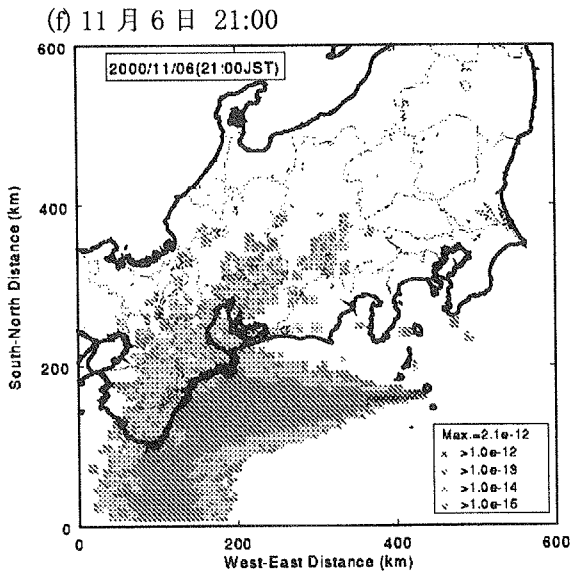 (f) 11月6日 21:00
600
2000/11/06(21:00JST)
400
South-North Distance (km)
200
Max.=2.1e-12
>1.0e-12
>1.0e-13
>1.0e-14
>1.0e-15
0
0 200 400 600
West-East Distance (km)